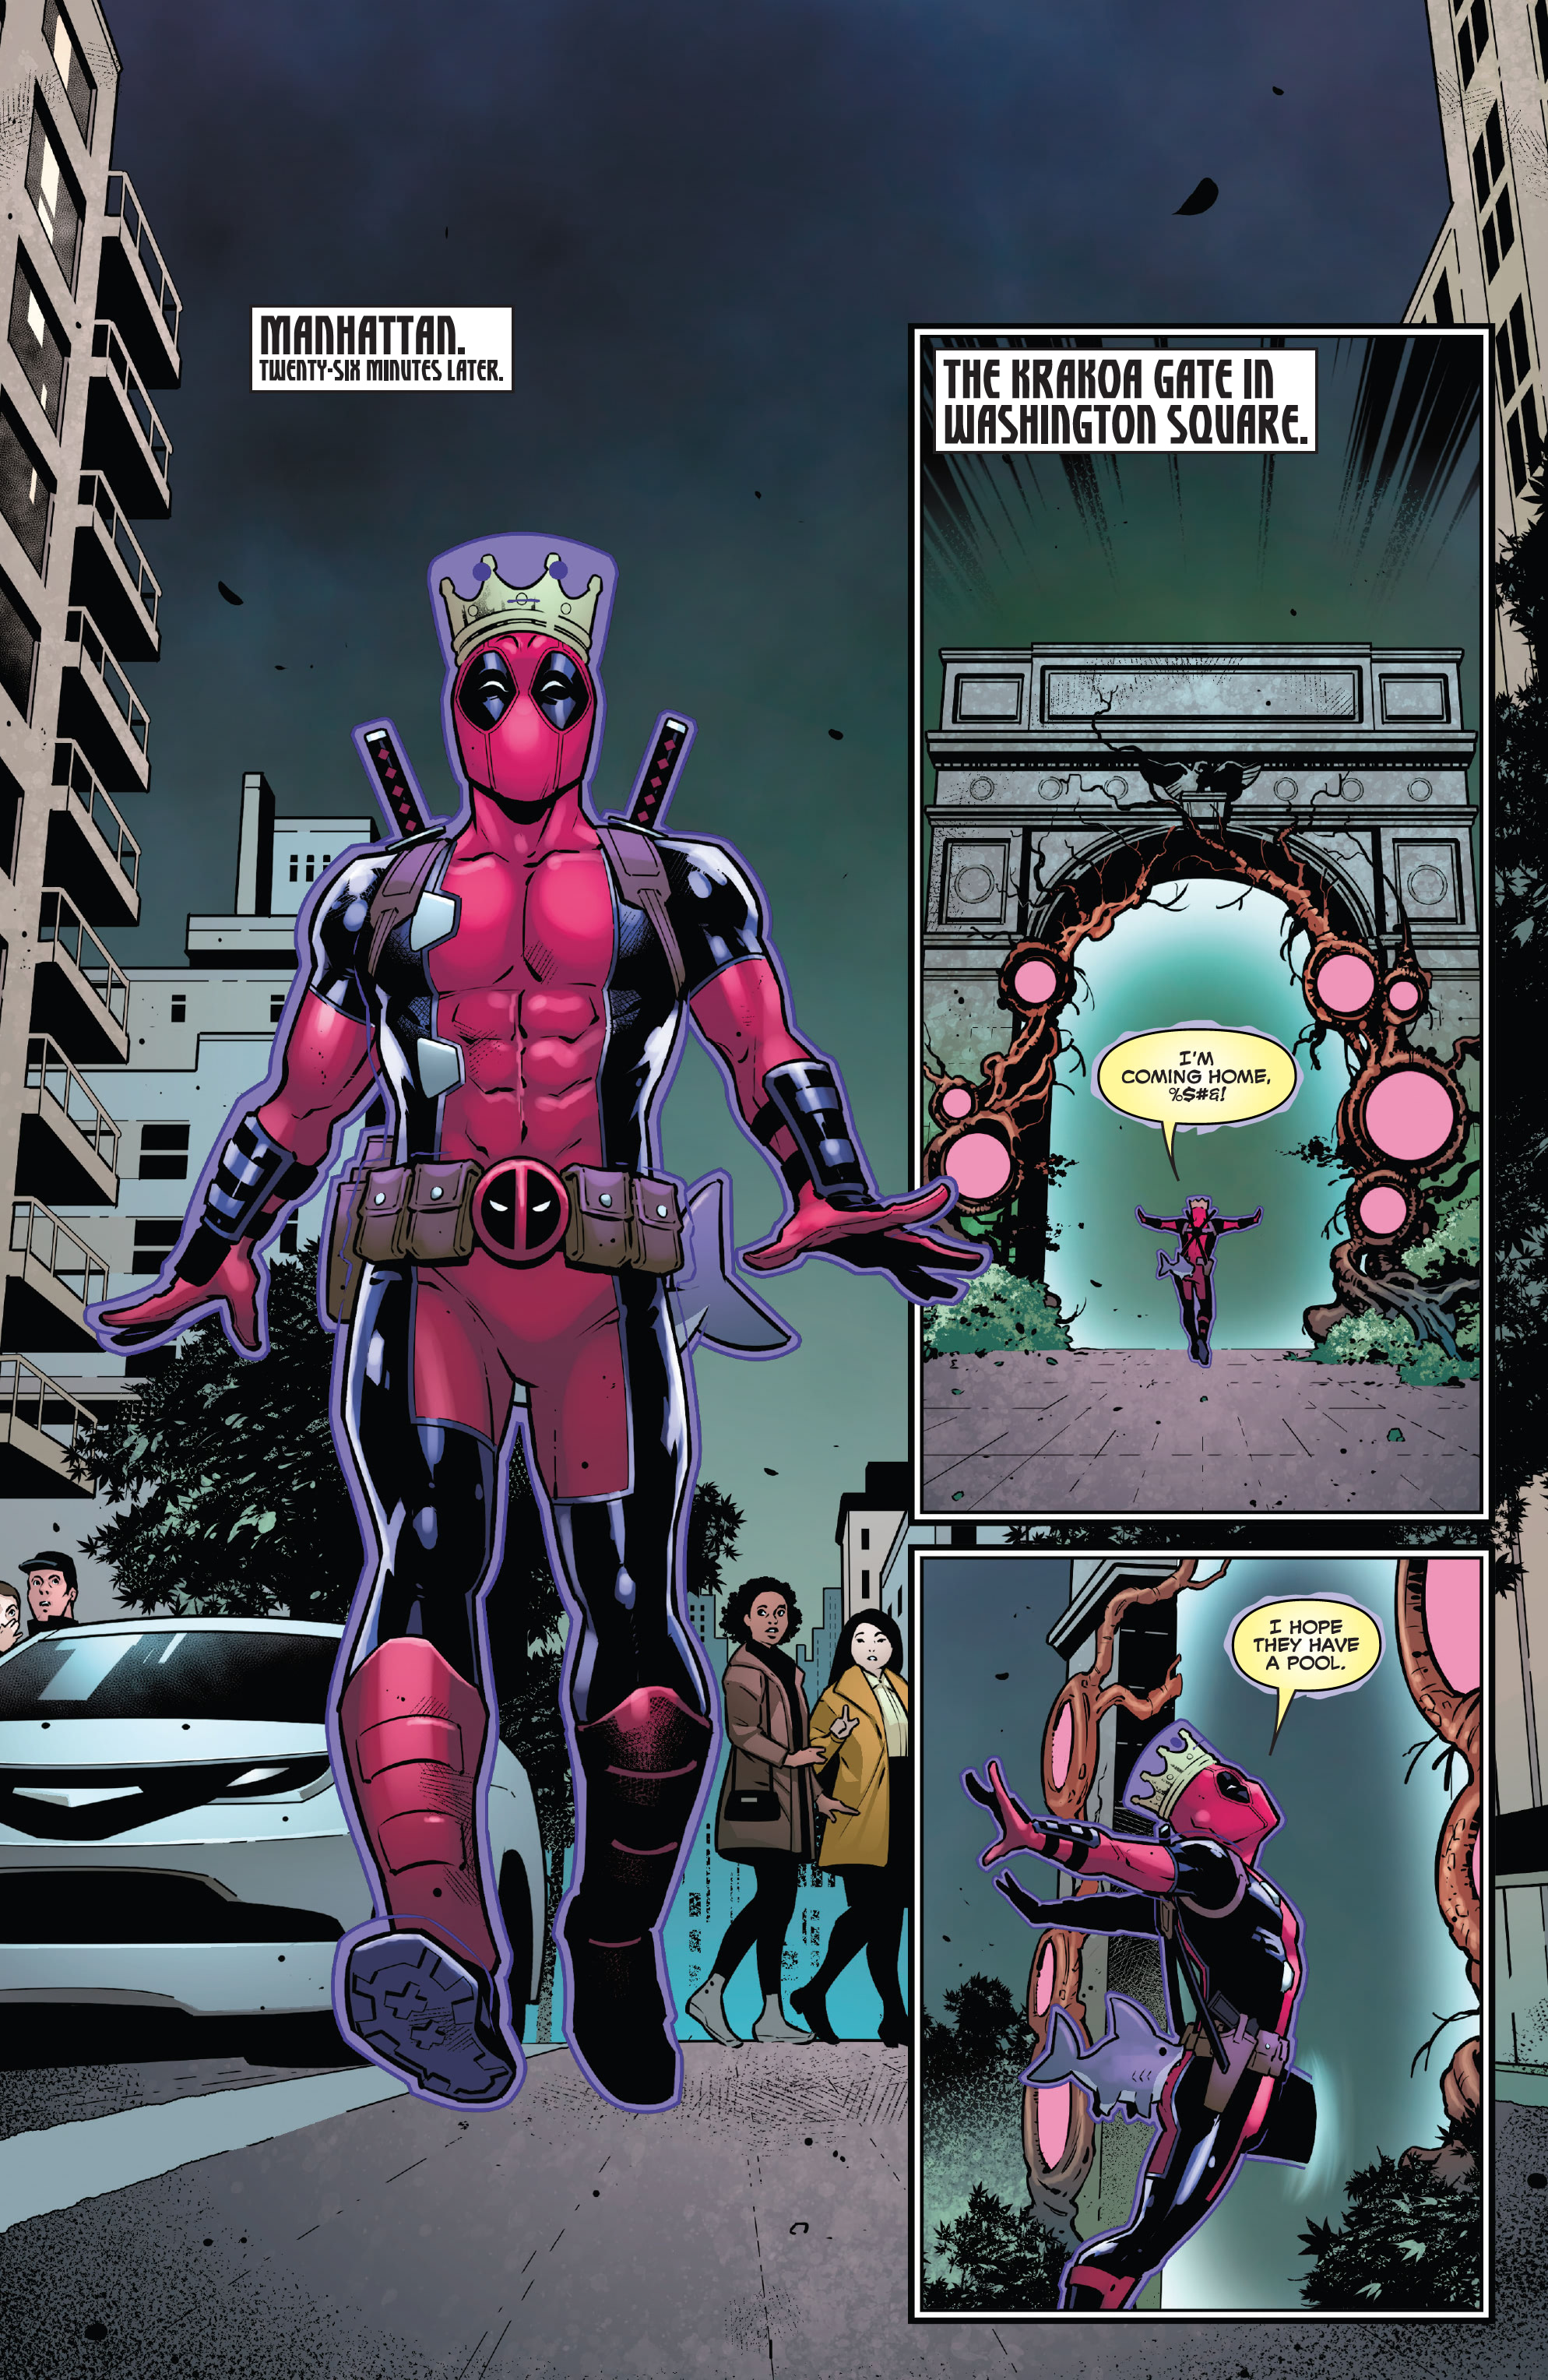 MANHATTAN.
TWENTY-SIX MINUTES LATER.
THE KRAKOA GATE IN
WASHINGTON SQUARE.
I'M
COMING HOME,
%$#&!
I HOPE
THEY HAVE
A POOL.